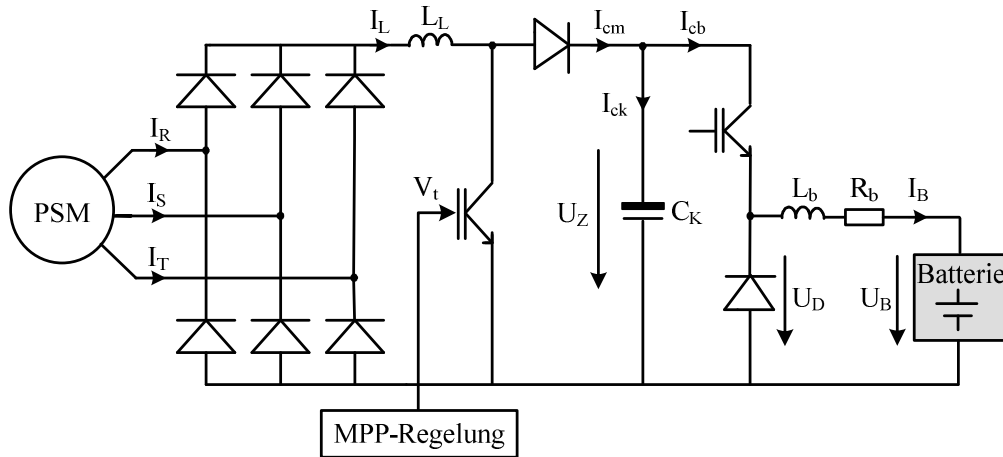 I_L
L_L
I_cm
I_cb
I_ck
I_R
PSM
I_S
I_T
V_t
U_Z
C_K
L_b
R_b
I_B
U_D
U_B
Batterie
MPP-Regelung